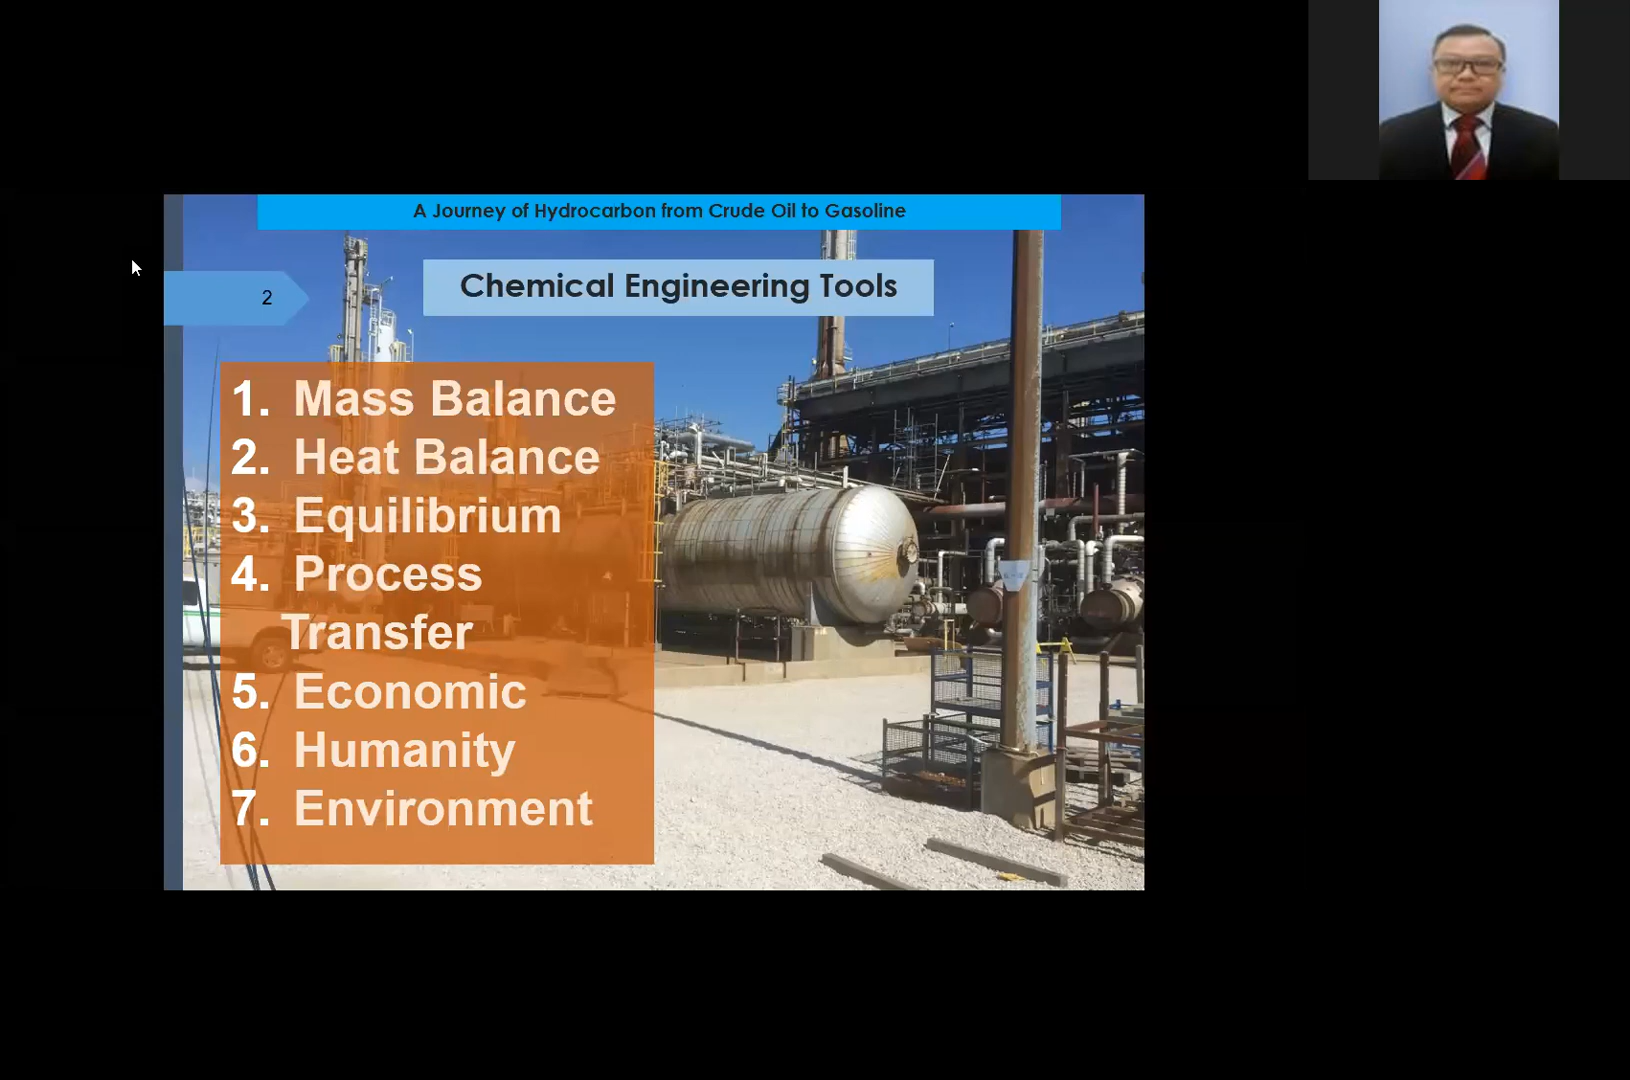 A Journey of Hydrocarbon from Crude Oil to Gasoline
Chemical Engineering Tools
2
1. Mass Balance
2. Heat Balance
3. Equilibrium
4. Process
Transfer
5. Economic
6. Humanity
7. Environment